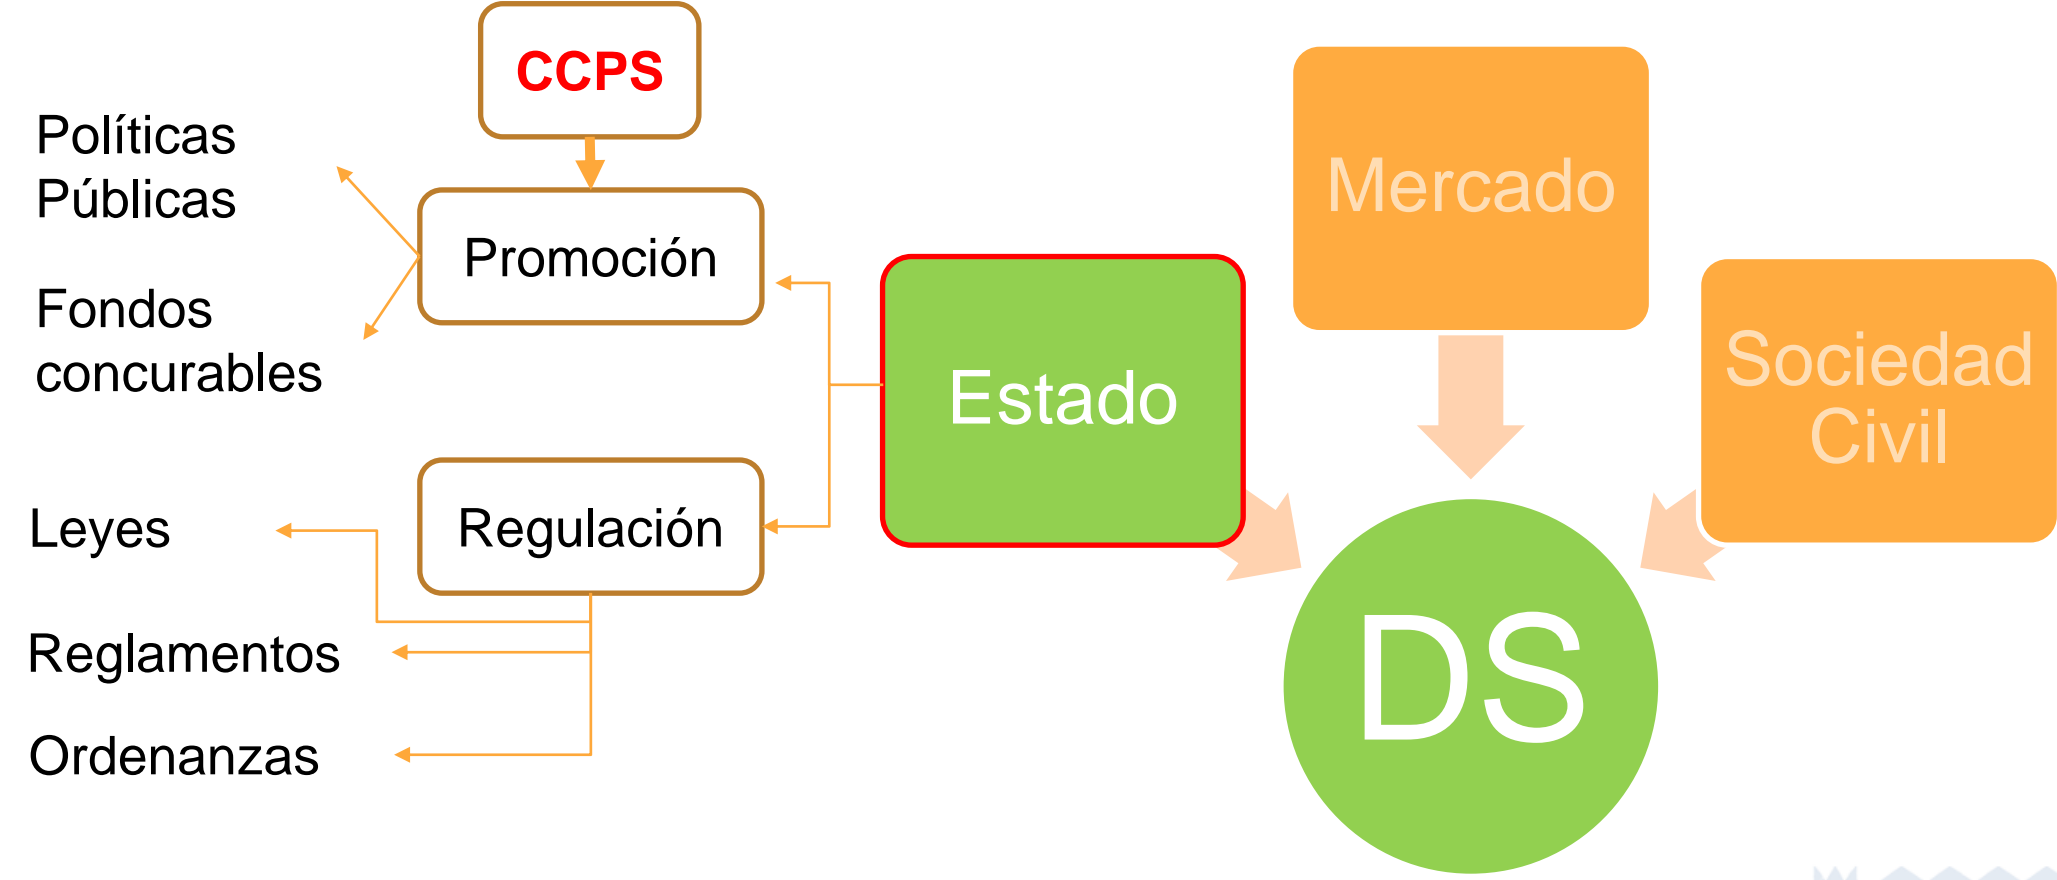 CCPS
Políticas
Públicas
Promoción
Fondos
concurables
Regulación
Leyes
Reglamentos
Ordenanzas
Estado
Mercado
Sociedad
Civil
DS